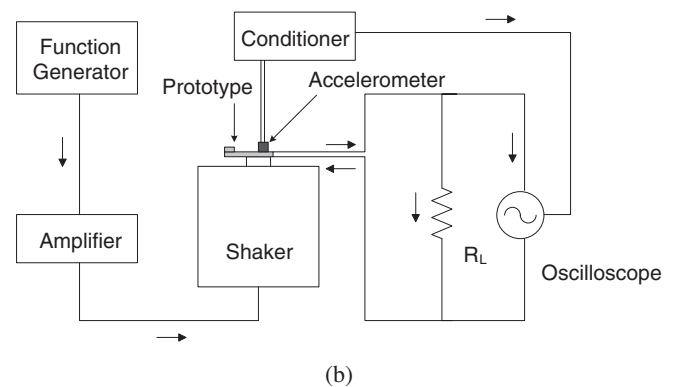 Function
Generator
Conditioner
Prototype
Accelerometer
Amplifier
Shaker
RL
Oscilloscope
(b)